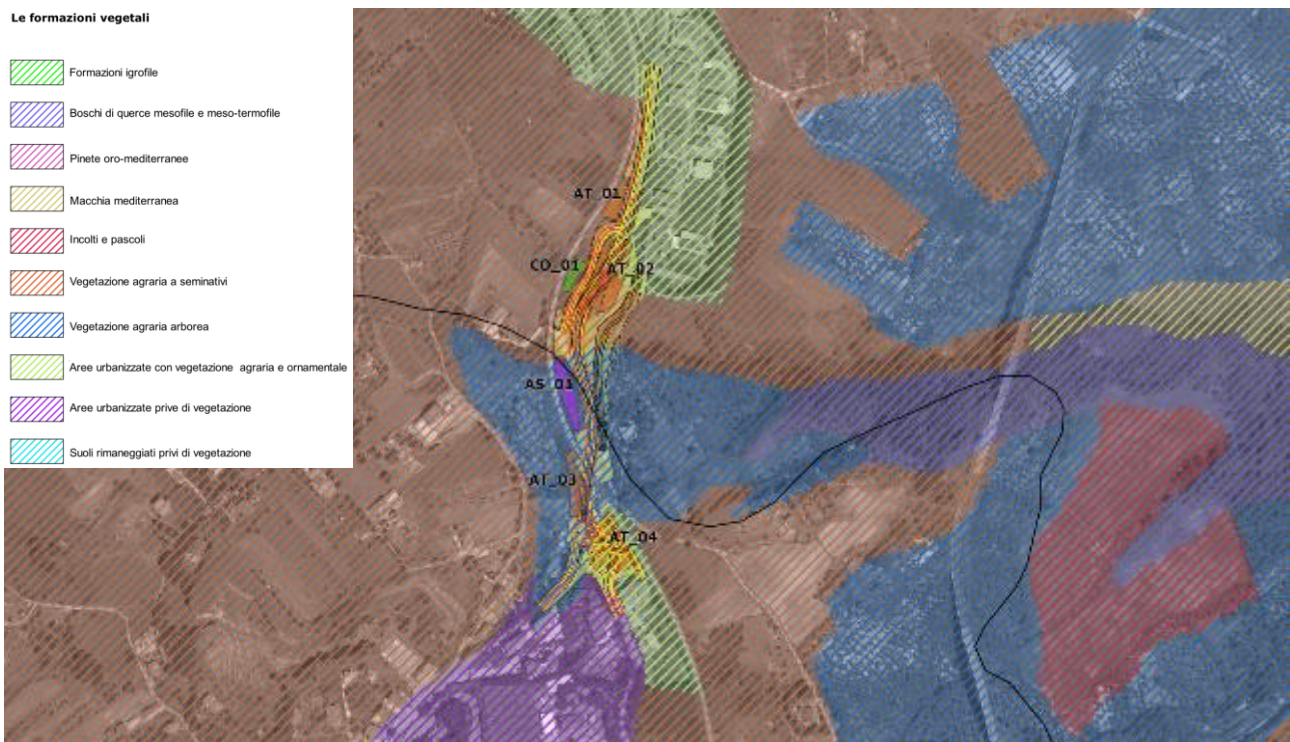 Le formazioni vegetali
Formazioni igrofile
Boschi di querce mesofile e meso-termofile
Pinete oro-mediterranee
Macchia mediterranea
Incolti e pascoli
Vegetazione agraria a seminativi
Vegetazione agraria arborea
Aree urbanizzate con vegetazione agraria e ornamentale
Aree urbanizzate prive di vegetazione
Suoli rimaneggiati privi di vegetazione
AT_01
CO_01
AT_02
AS_01
AT_03
AT_04